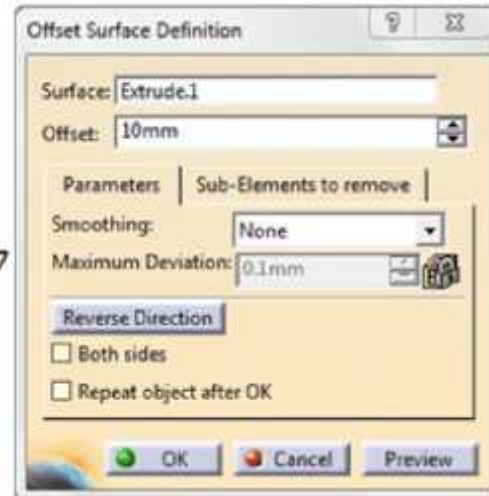 Offset Surface Definition
Surface: Extrude.1
Offset: 10mm
Parameters Sub-Elements to remove
Smoothing: None
Maximum Deviation: 0.1mm
Reverse Direction
Both sides
Repeat object after OK
OK Cancel Preview